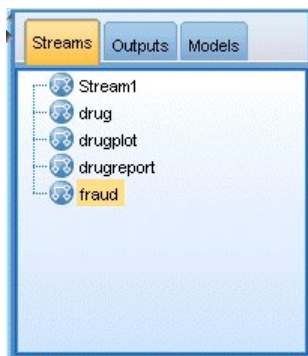 Streams Outputs Models
Stream1
drug
drugplot
drugreport
fraud